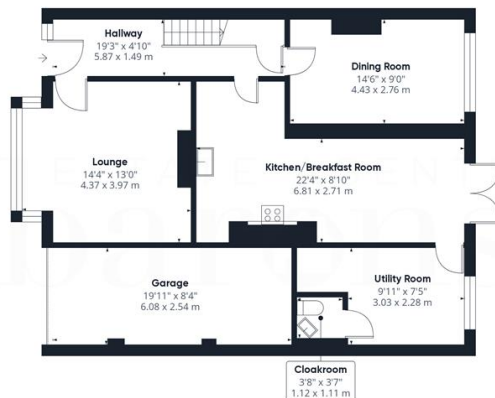 Hallway
19'3" x 4'10"
5.87 x 1.49 m
Dining Room
14'6" x 9'0"
4.43 x 2.76 m
Lounge
14'4" x 13'0"
4.37 x 3.97 m
Kitchen/Breakfast Room
22'4" x 8'10"
6.81 x 2.71 m
Garage
19'11" x 8'4"
6.08 x 2.54 m
Utility Room
9'11" x 7'5"
3.03 x 2.28 m
Cloakroom
3'8" x 3'7"
1.12 x 1.11 m